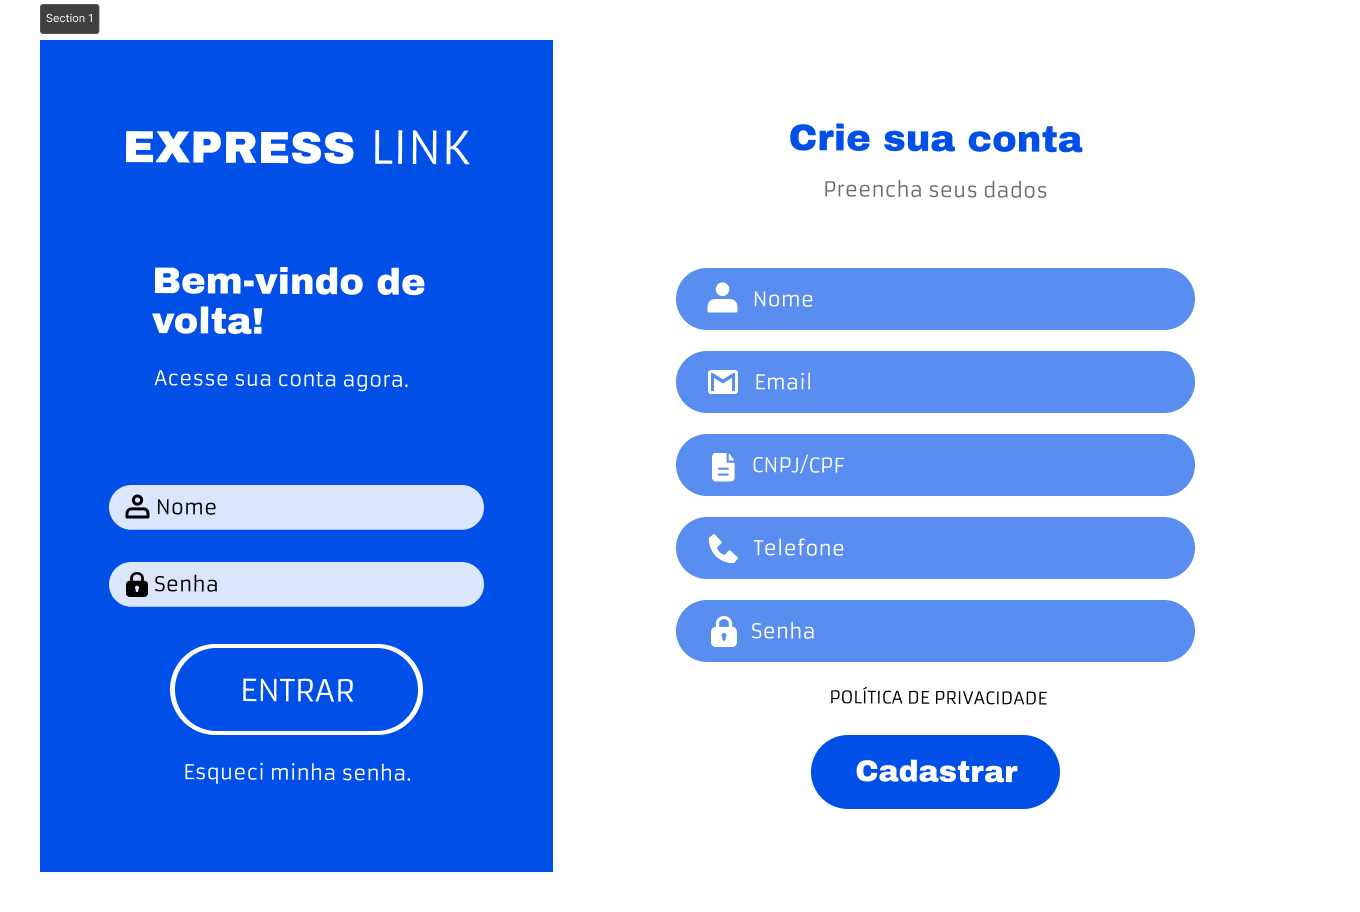 Section 1
EXPRESS LINK
Bem-vindo de
volta!
Acesse sua conta agora.
Nome
Senha
ENTRAR
Esqueci minha senha.
Crie sua conta
Preencha seus dados
Nome
Email
CNPJ/CPF
Telefone
Senha
POLÍTICA DE PRIVACIDADE
Cadastrar